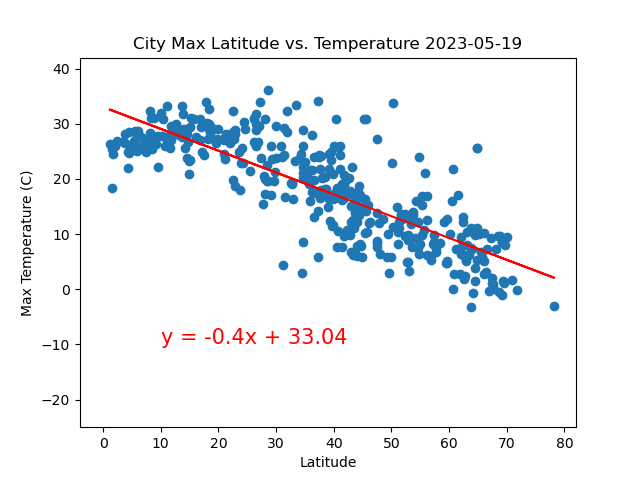 City Max Latitude vs. Temperature 2023-05-19
40
30
20
10
0
−10
−20
Max Temperature (C)
y = -0.4x + 33.04
0 10 20 30 40 50 60 70 80
Latitude